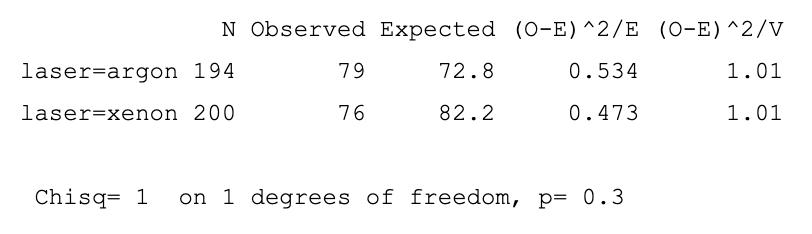 N Observed Expected (O-E)^2/E (O-E)^2/V
laser=argon 194 79 72.8 0.534 1.01
laser=xenon 200 76 82.2 0.473 1.01
Chisq= 1 on 1 degrees of freedom, p= 0.3